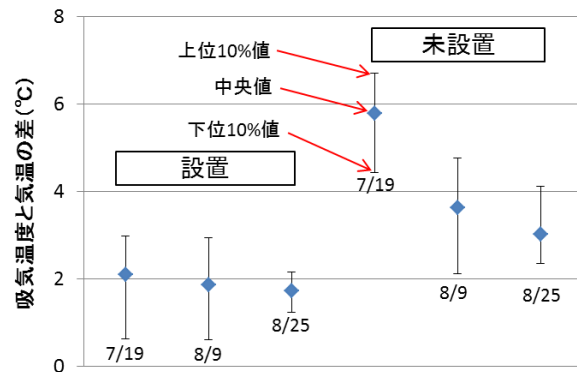 8
6
4
2
0
吸気温度と気温の差(℃)
上位10%値
中央値
下位10%値
設置
未設置
7/19
8/9
8/25
7/19
8/9
8/25